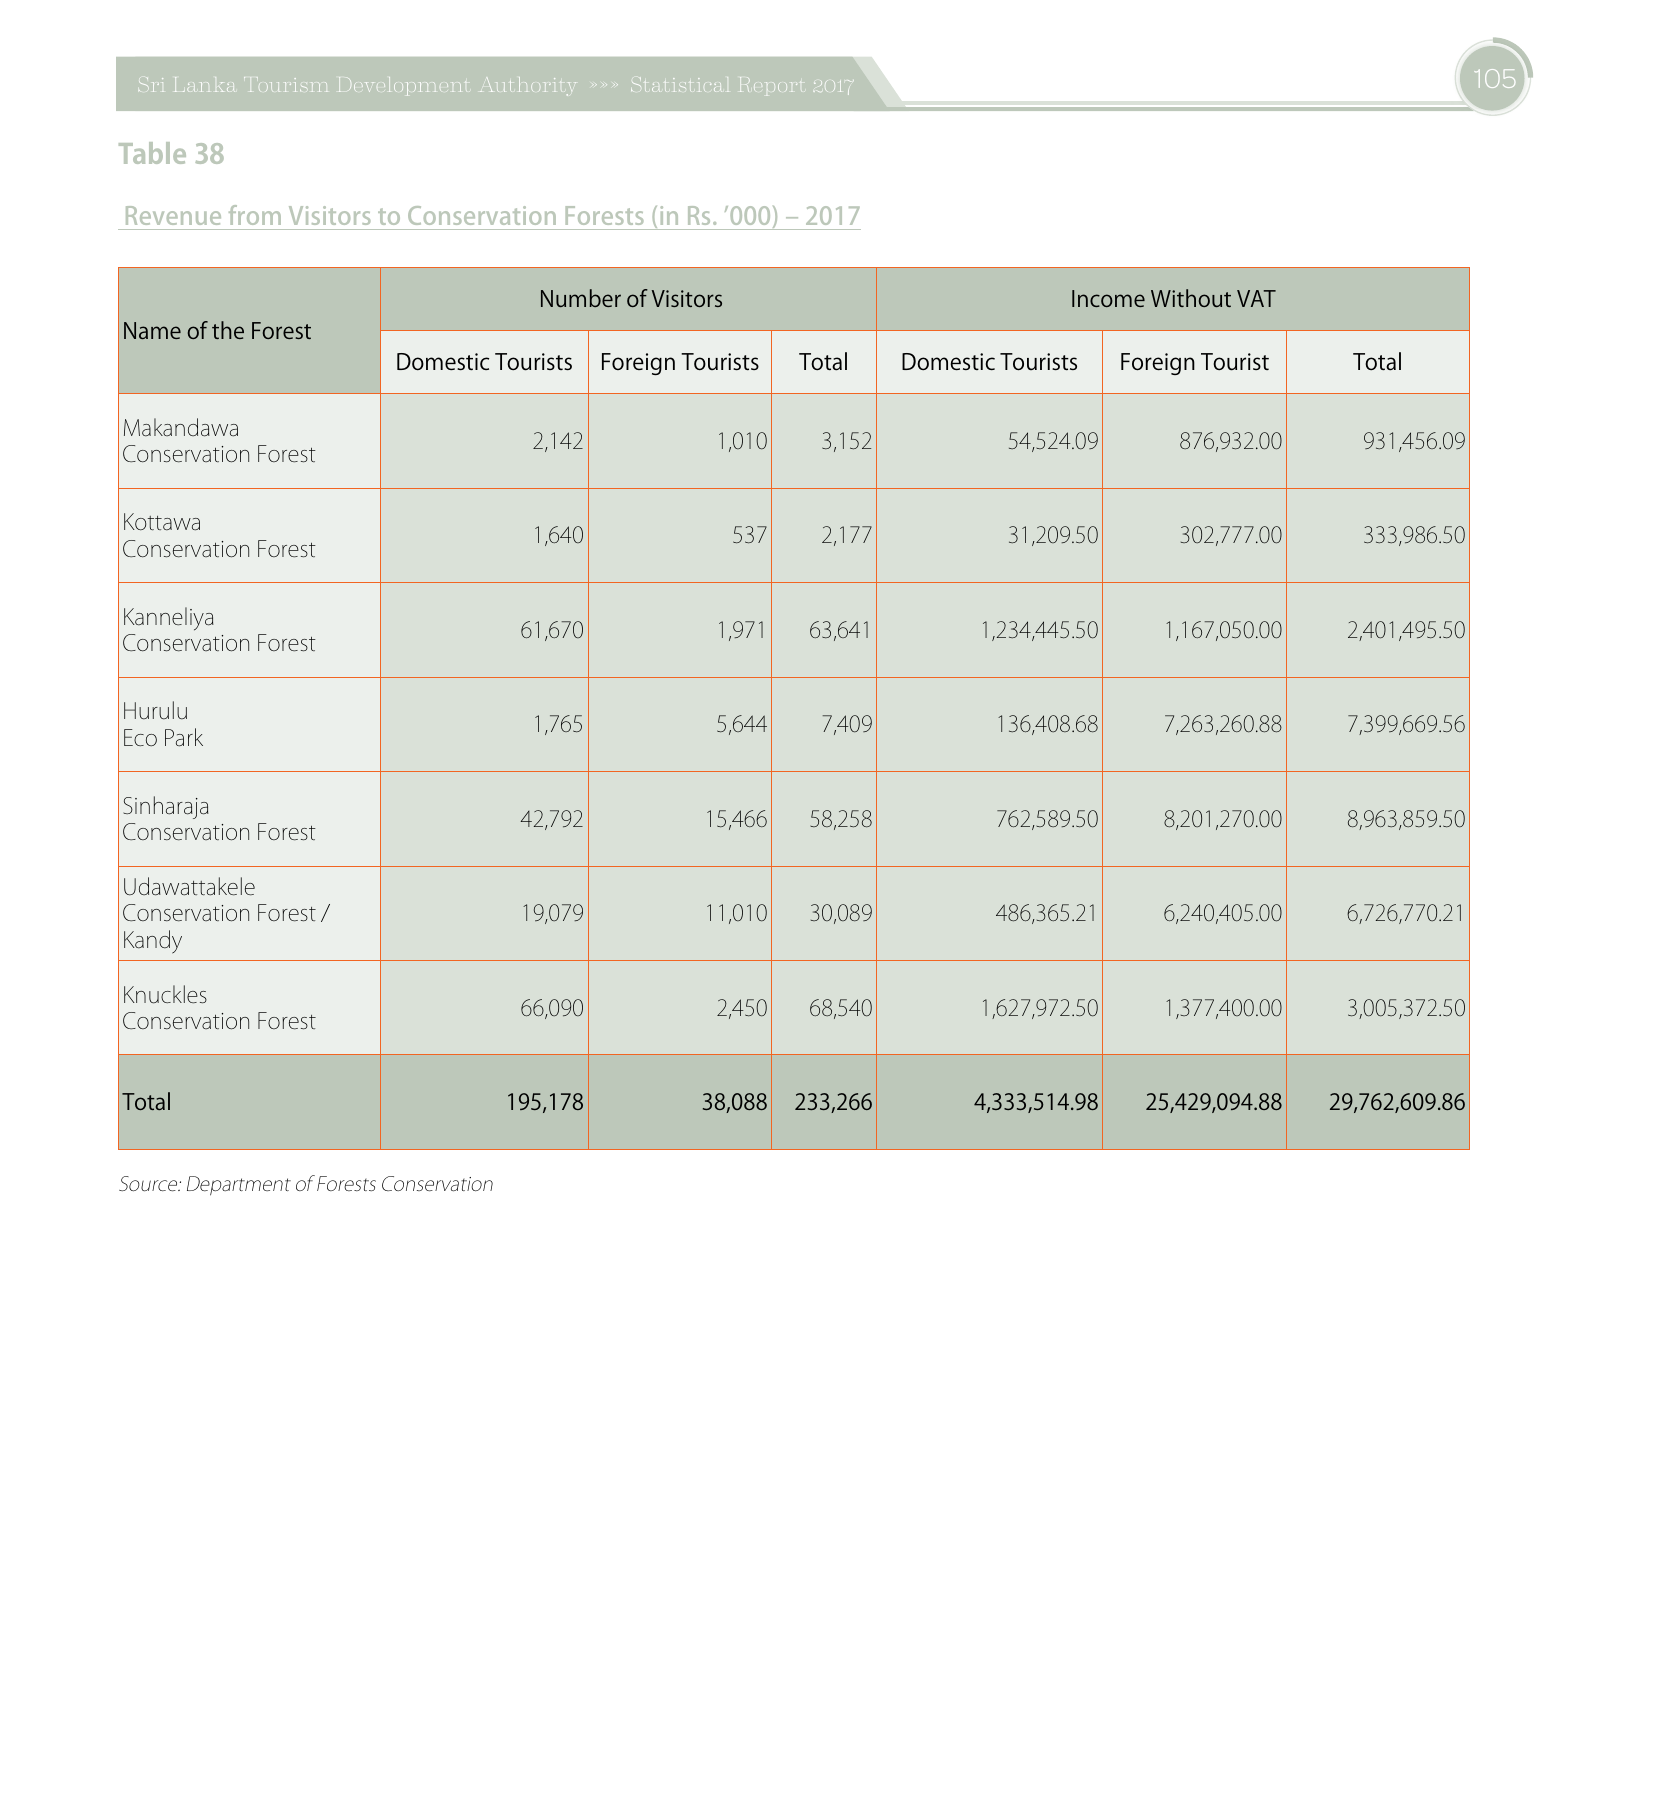 Sri Lanka Tourism Development Authority »»» Statistical Report 2017
105
Table 38
Revenue from Visitors to Conservation Forests (in Rs. ’000) – 2017
Name of the Forest
Number of Visitors
Income Without VAT
Domestic Tourists Foreign Tourists Total Domestic Tourists Foreign Tourist Total
Makandawa
Conservation Forest
2,142 1,010 3,152 54,524.09 876,932.00 931,456.09
Kottawa
Conservation Forest
1,640 537 2,177 31,209.50 302,777.00 333,986.50
Kanneliya
Conservation Forest
61,670 1,971 63,641 1,234,445.50 1,167,050.00 2,401,495.50
Hurulu
Eco Park
1,765 5,644 7,409 136,408.68 7,263,260.88 7,399,669.56
Sinharaja
Conservation Forest
42,792 15,466 58,258 762,589.50 8,201,270.00 8,963,859.50
Udawattakele
Conservation Forest /
Kandy
19,079 11,010 30,089 486,365.21 6,240,405.00 6,726,770.21
Knuckles
Conservation Forest
66,090 2,450 68,540 1,627,972.50 1,377,400.00 3,005,372.50
Total 195,178 38,088 233,266 4,333,514.98 25,429,094.88 29,762,609.86
Source: Department of Forests Conservation